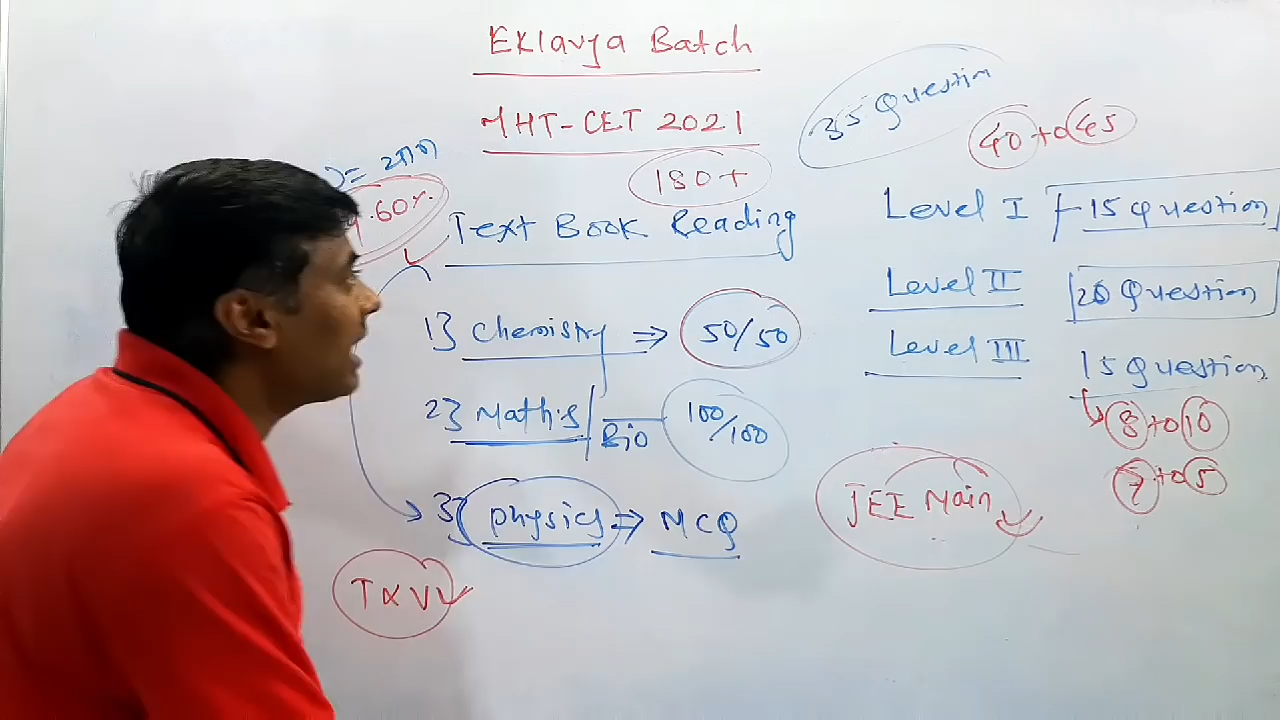 Eklavya Batch
MHT-CET 2021
180+
35 Question
40 to 45
.60%
Text Book Reading
1} Chemistry ⇒ 50/50
2} Maths/Bio 100/100
3} Physics ⇒ MCQ
T α V
Level I 15 Question
Level II 20 Question
Level III 15 Question
8 to 10
7 to 5
JEE Main